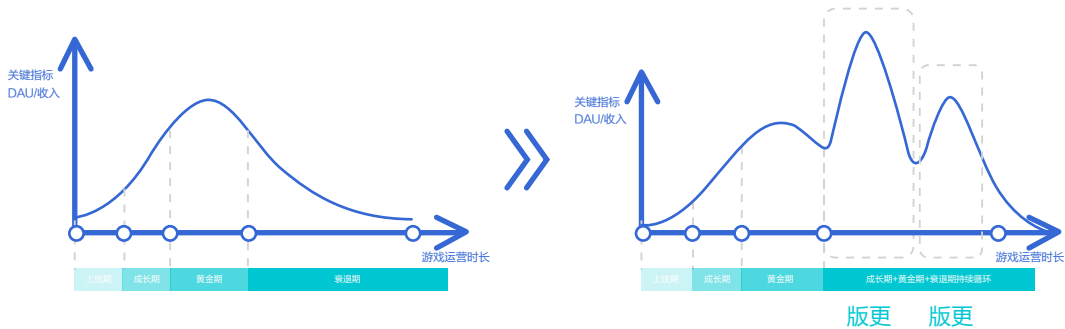 关键指标
DAU/收入
游戏运营时长
上线期
成长期
黄金期
衰退期
关键指标
DAU/收入
游戏运营时长
上线期
成长期
黄金期
成长期+黄金期+衰退期持续循环
版更
版更